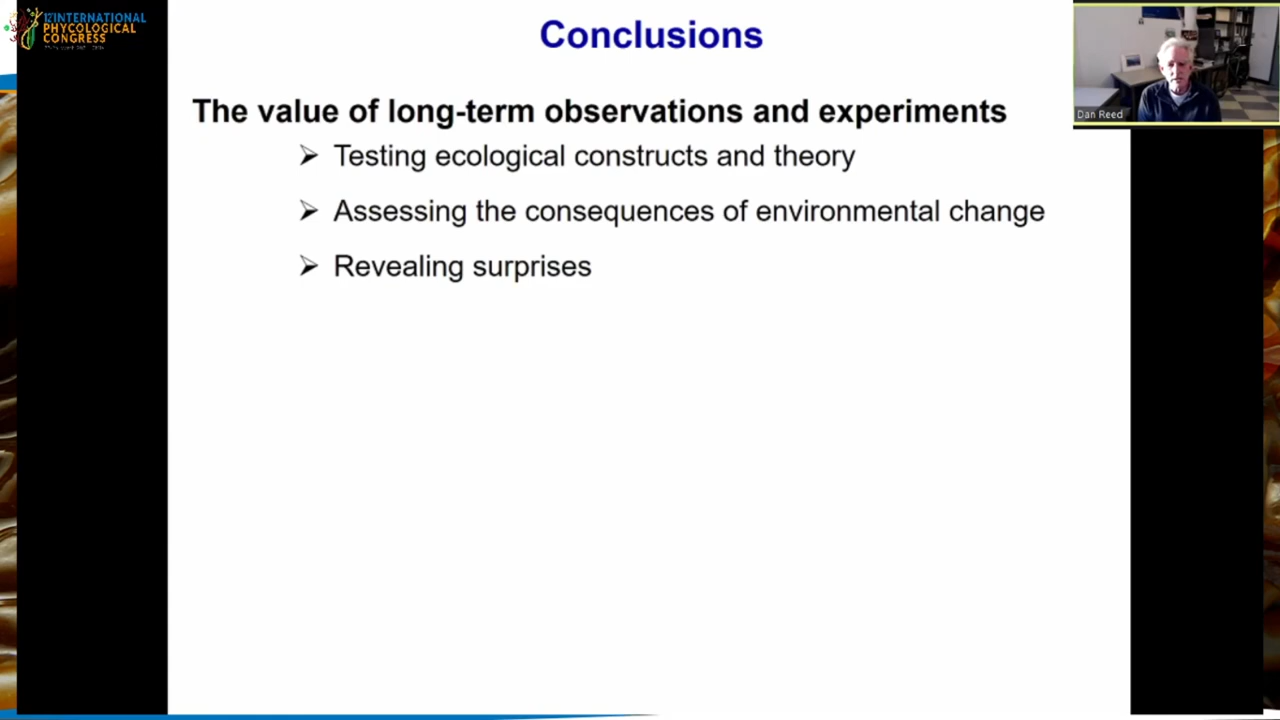 12th INTERNATIONAL
PHYCOLOGICAL
CONGRESS
Conclusions
Dan Reed
The value of long-term observations and experiments
➢ Testing ecological constructs and theory
➢ Assessing the consequences of environmental change
➢ Revealing surprises